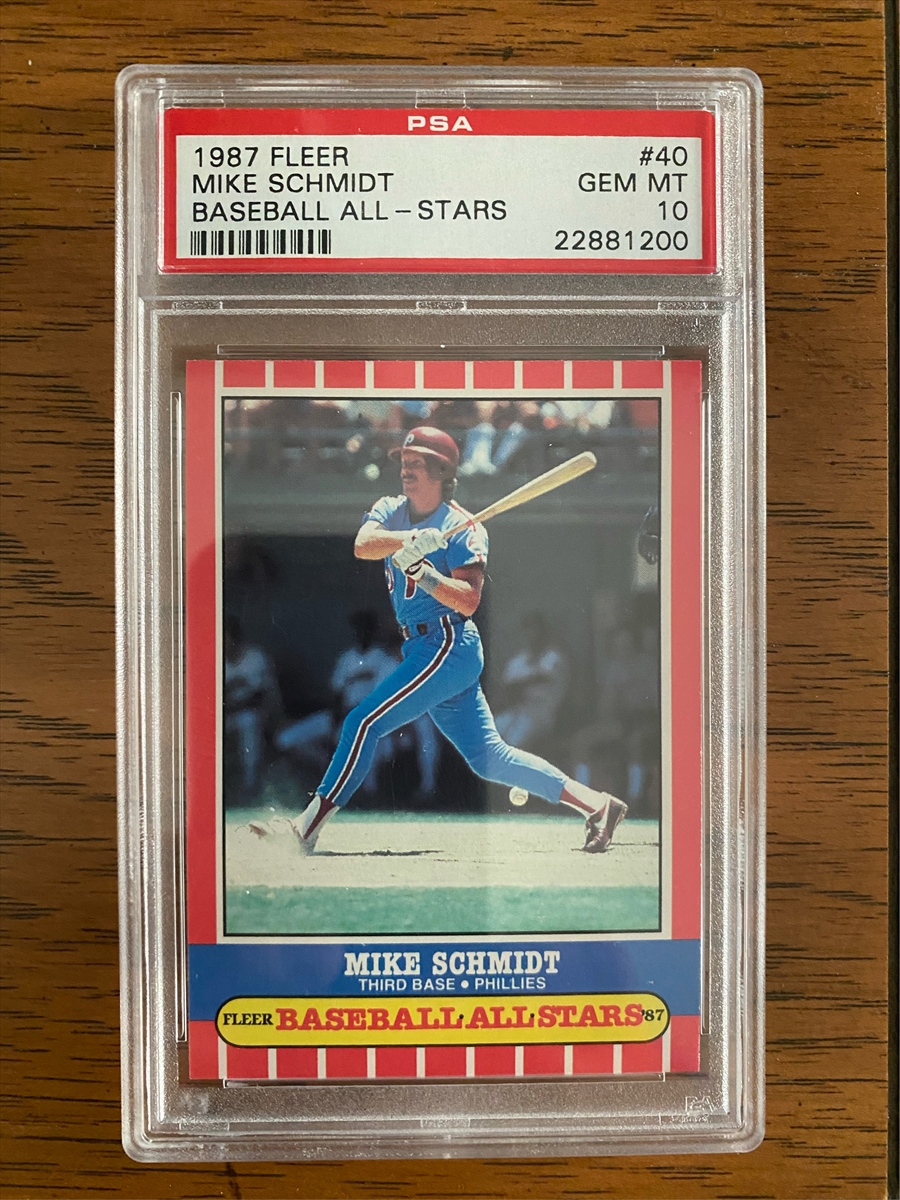 PSA
1987 FLEER #40
MIKE SCHMIDT GEM MT
BASEBALL ALL-STARS 10
22881200
P
MIKE SCHMIDT
THIRD BASE • PHILLIES
FLEER BASEBALL ALL STARS '87